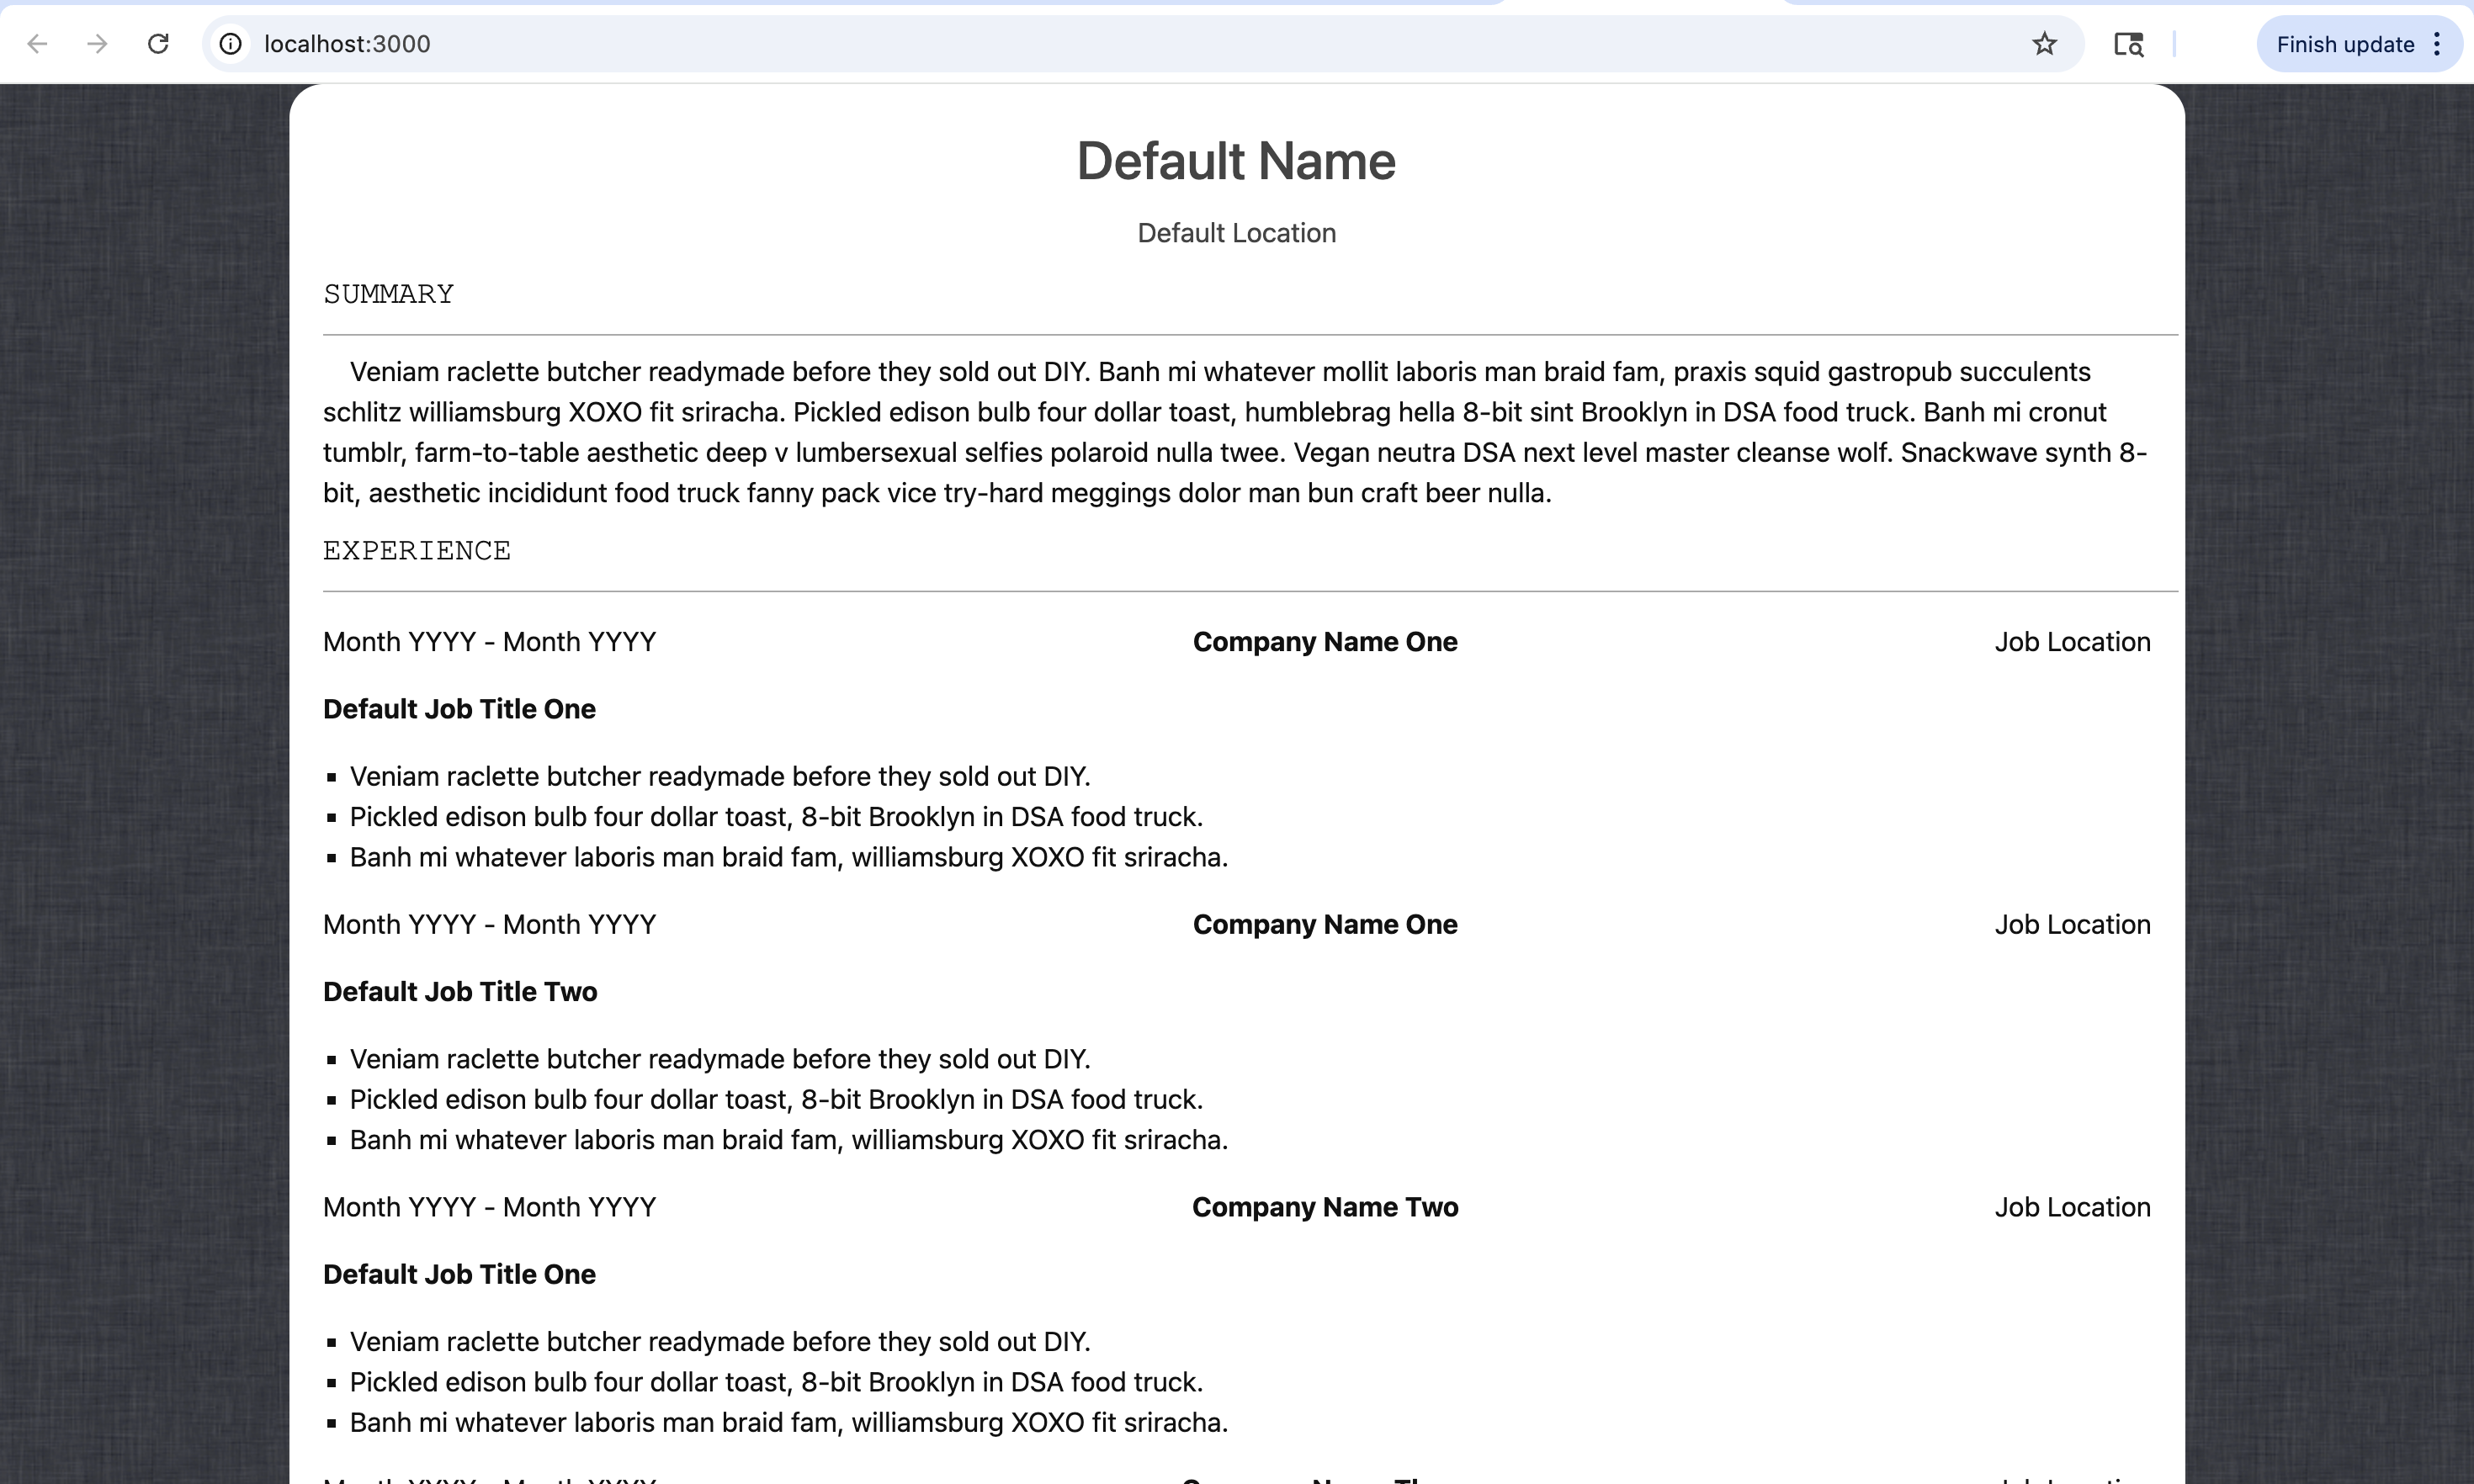 localhost:3000
Finish update
Default Name
Default Location
SUMMARY
Veniam raclette butcher readymade before they sold out DIY. Banh mi whatever mollit laboris man braid fam, praxis squid gastropub succulents
schlitz williamsburg XOXO fit sriracha. Pickled edison bulb four dollar toast, humblebrag hella 8-bit sint Brooklyn in DSA food truck. Banh mi cronut
tumblr, farm-to-table aesthetic deep v lumbersexual selfies polaroid nulla twee. Vegan neutra DSA next level master cleanse wolf. Snackwave synth 8-
bit, aesthetic incididunt food truck fanny pack vice try-hard meggings dolor man bun craft beer nulla.
EXPERIENCE
Month YYYY - Month YYYY Company Name One Job Location
Default Job Title One
▪ Veniam raclette butcher readymade before they sold out DIY.
▪ Pickled edison bulb four dollar toast, 8-bit Brooklyn in DSA food truck.
▪ Banh mi whatever laboris man braid fam, williamsburg XOXO fit sriracha.
Month YYYY - Month YYYY Company Name One Job Location
Default Job Title Two
▪ Veniam raclette butcher readymade before they sold out DIY.
▪ Pickled edison bulb four dollar toast, 8-bit Brooklyn in DSA food truck.
▪ Banh mi whatever laboris man braid fam, williamsburg XOXO fit sriracha.
Month YYYY - Month YYYY Company Name Two Job Location
Default Job Title One
▪ Veniam raclette butcher readymade before they sold out DIY.
▪ Pickled edison bulb four dollar toast, 8-bit Brooklyn in DSA food truck.
▪ Banh mi whatever laboris man braid fam, williamsburg XOXO fit sriracha.